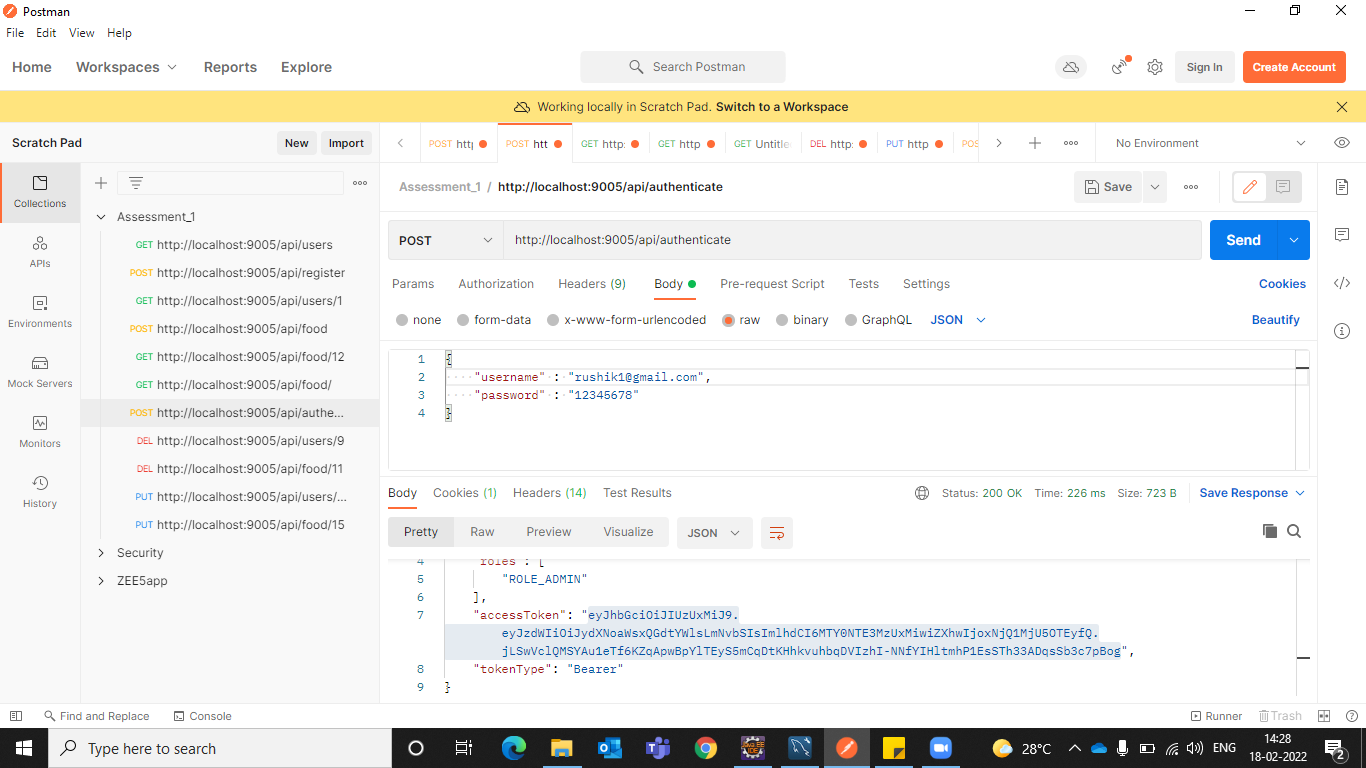 Postman
File Edit View Help
Home Workspaces Reports Explore Search Postman Sign In Create Account
Working locally in Scratch Pad. Switch to a Workspace
Scratch Pad New Import
POST http POST htt GET http: GET http GET Untitle DEL http: PUT http POS No Environment
Collections
APIs
Environments
Mock Servers
Monitors
History
Assessment_1
GET http://localhost:9005/api/users
POST http://localhost:9005/api/register
GET http://localhost:9005/api/users/1
POST http://localhost:9005/api/food
GET http://localhost:9005/api/food/12
GET http://localhost:9005/api/food/
POST http://localhost:9005/api/authe...
DEL http://localhost:9005/api/users/9
DEL http://localhost:9005/api/food/11
PUT http://localhost:9005/api/users/...
PUT http://localhost:9005/api/food/15
Security
ZEE5app
Assessment_1 / http://localhost:9005/api/authenticate Save
POST http://localhost:9005/api/authenticate Send
Params Authorization Headers (9) Body Pre-request Script Tests Settings Cookies
none form-data x-www-form-urlencoded raw binary GraphQL JSON Beautify
1 {
2 "username" : "rushik1@gmail.com",
3 "password" : "12345678"
4 }
Body Cookies (1) Headers (14) Test Results Status: 200 OK Time: 226 ms Size: 723 B Save Response
Pretty Raw Preview Visualize JSON
4 "roles": [
5 "ROLE_ADMIN"
6 ],
7 "accessToken": "eyJhbGciOiJIUzUxMiJ9.
eyJzdWIiOiJydXNoaWsxQGdtYWlsLmNvbSIsImlhdCI6MTY0NTE3MzUxMiwiZXhwIjoxNjQ1MjU5OTEyfQ.
jLSwVclQMSYAu1eTf6KZqApwBpYlTEyS5mCqDtKHhkvuhbqDVIzhI-NNfYIHltmhP1EsSTh33ADqsSb3c7pBog",
8 "tokenType": "Bearer"
9 }
Find and Replace Console Runner Trash
Type here to search 28°C ENG 14:28
18-02-2022 2